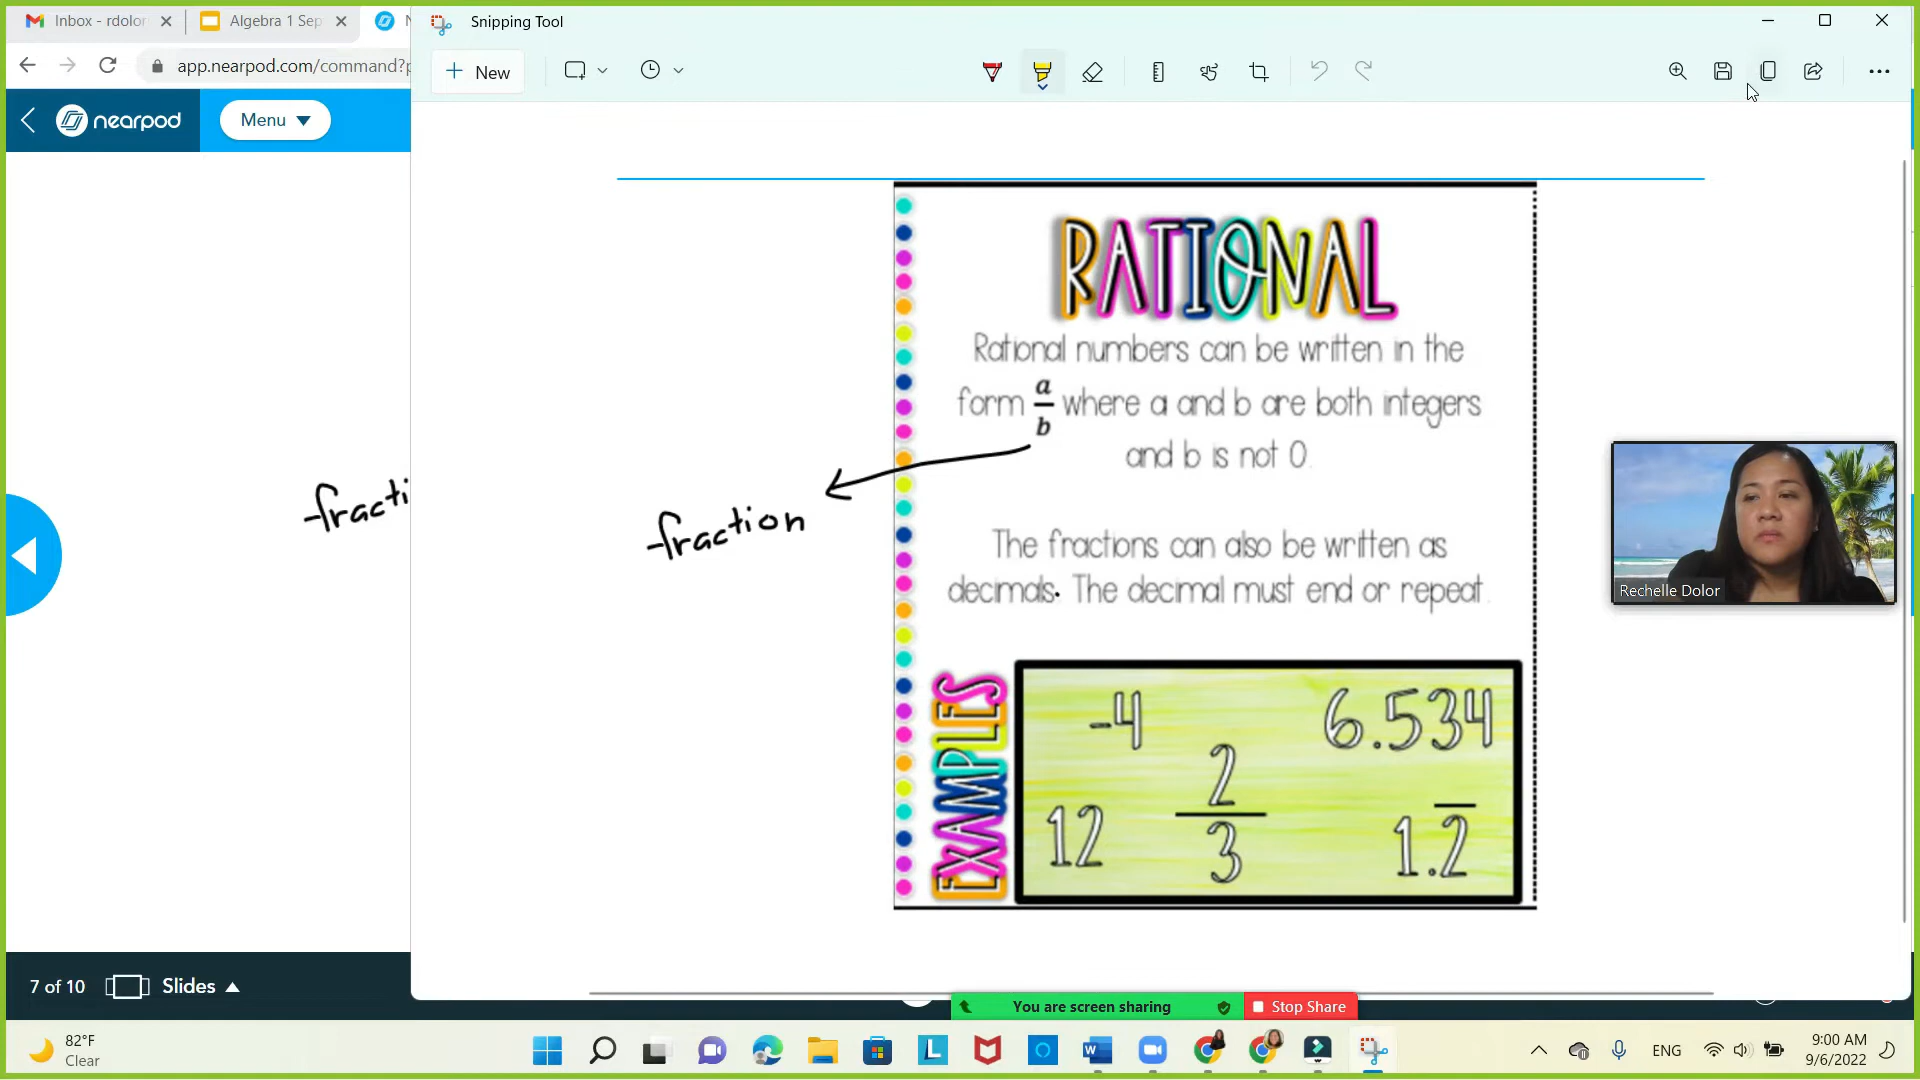 Inbox - rdolor
Algebra 1 Sep
Snipping Tool
app.nearpod.com/command?p
New
nearpod
Menu
RATIONAL
Rational numbers can be written in the
form a/b where a and b are both integers
and b is not 0.
fracti
fraction
The fractions can also be written as
decimals. The decimal must end or repeat.
Rechelle Dolor
EXAMPLES
-4
6.534
2/3
12
1.2̅
7 of 10
Slides
You are screen sharing
Stop Share
82°F
Clear
ENG
9:00 AM
9/6/2022